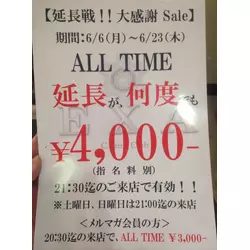 【延長戦!!大感謝 Sale】
期間:6/6(月)~6/23(木)
ALL TIME
延長が、何度でも
¥4,000-
(指名料別)
21:30迄のご来店で有効!!
※土曜日、日曜日は21:00迄の来店
<メルマガ会員の方>
20:30迄の来店で、ALL TIME ¥3,000-